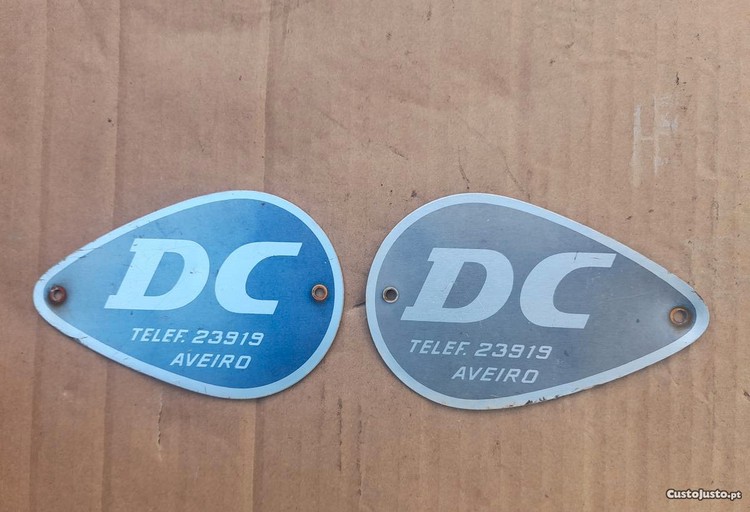 DC
TELEF. 23919
AVEIRO
DC
TELEF. 23919
AVEIRO
CustoJusto.pt